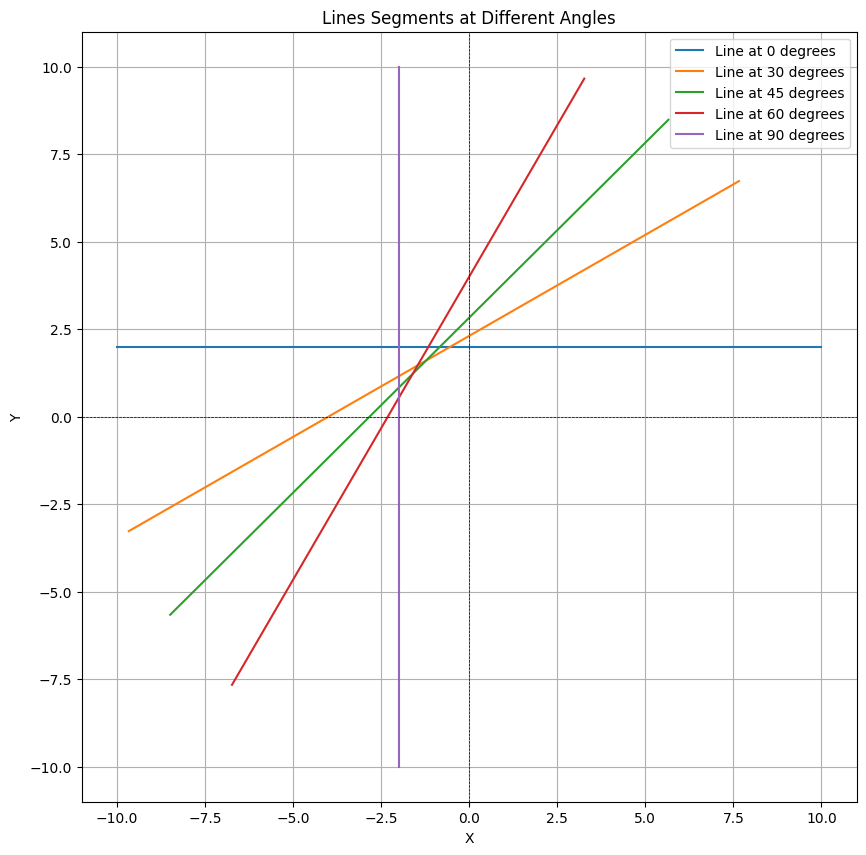 Lines Segments at Different Angles
Line at 0 degrees
Line at 30 degrees
Line at 45 degrees
Line at 60 degrees
Line at 90 degrees
10.0
7.5
5.0
2.5
0.0
−2.5
−5.0
−7.5
−10.0
Y
−10.0 −7.5 −5.0 −2.5 0.0 2.5 5.0 7.5 10.0
X